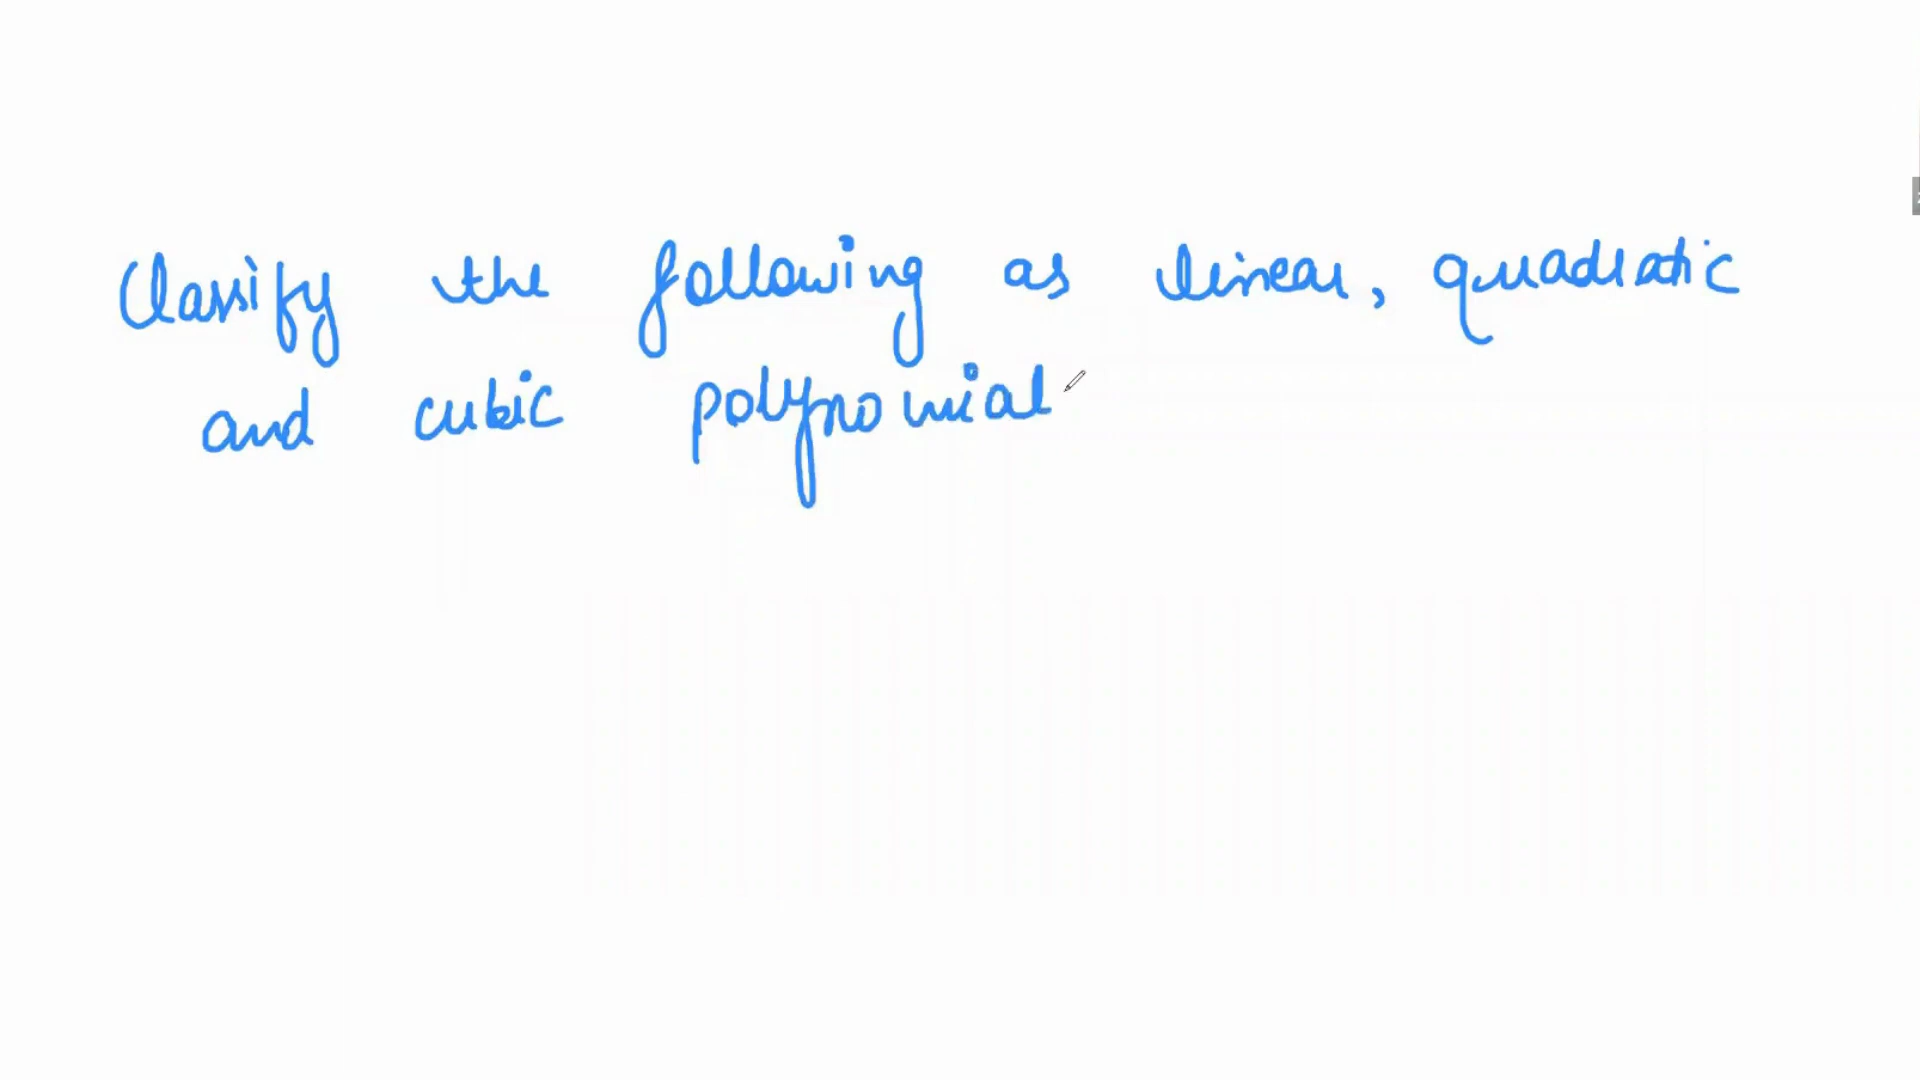 Classify the following as linear, quadratic
and cubic polynomial